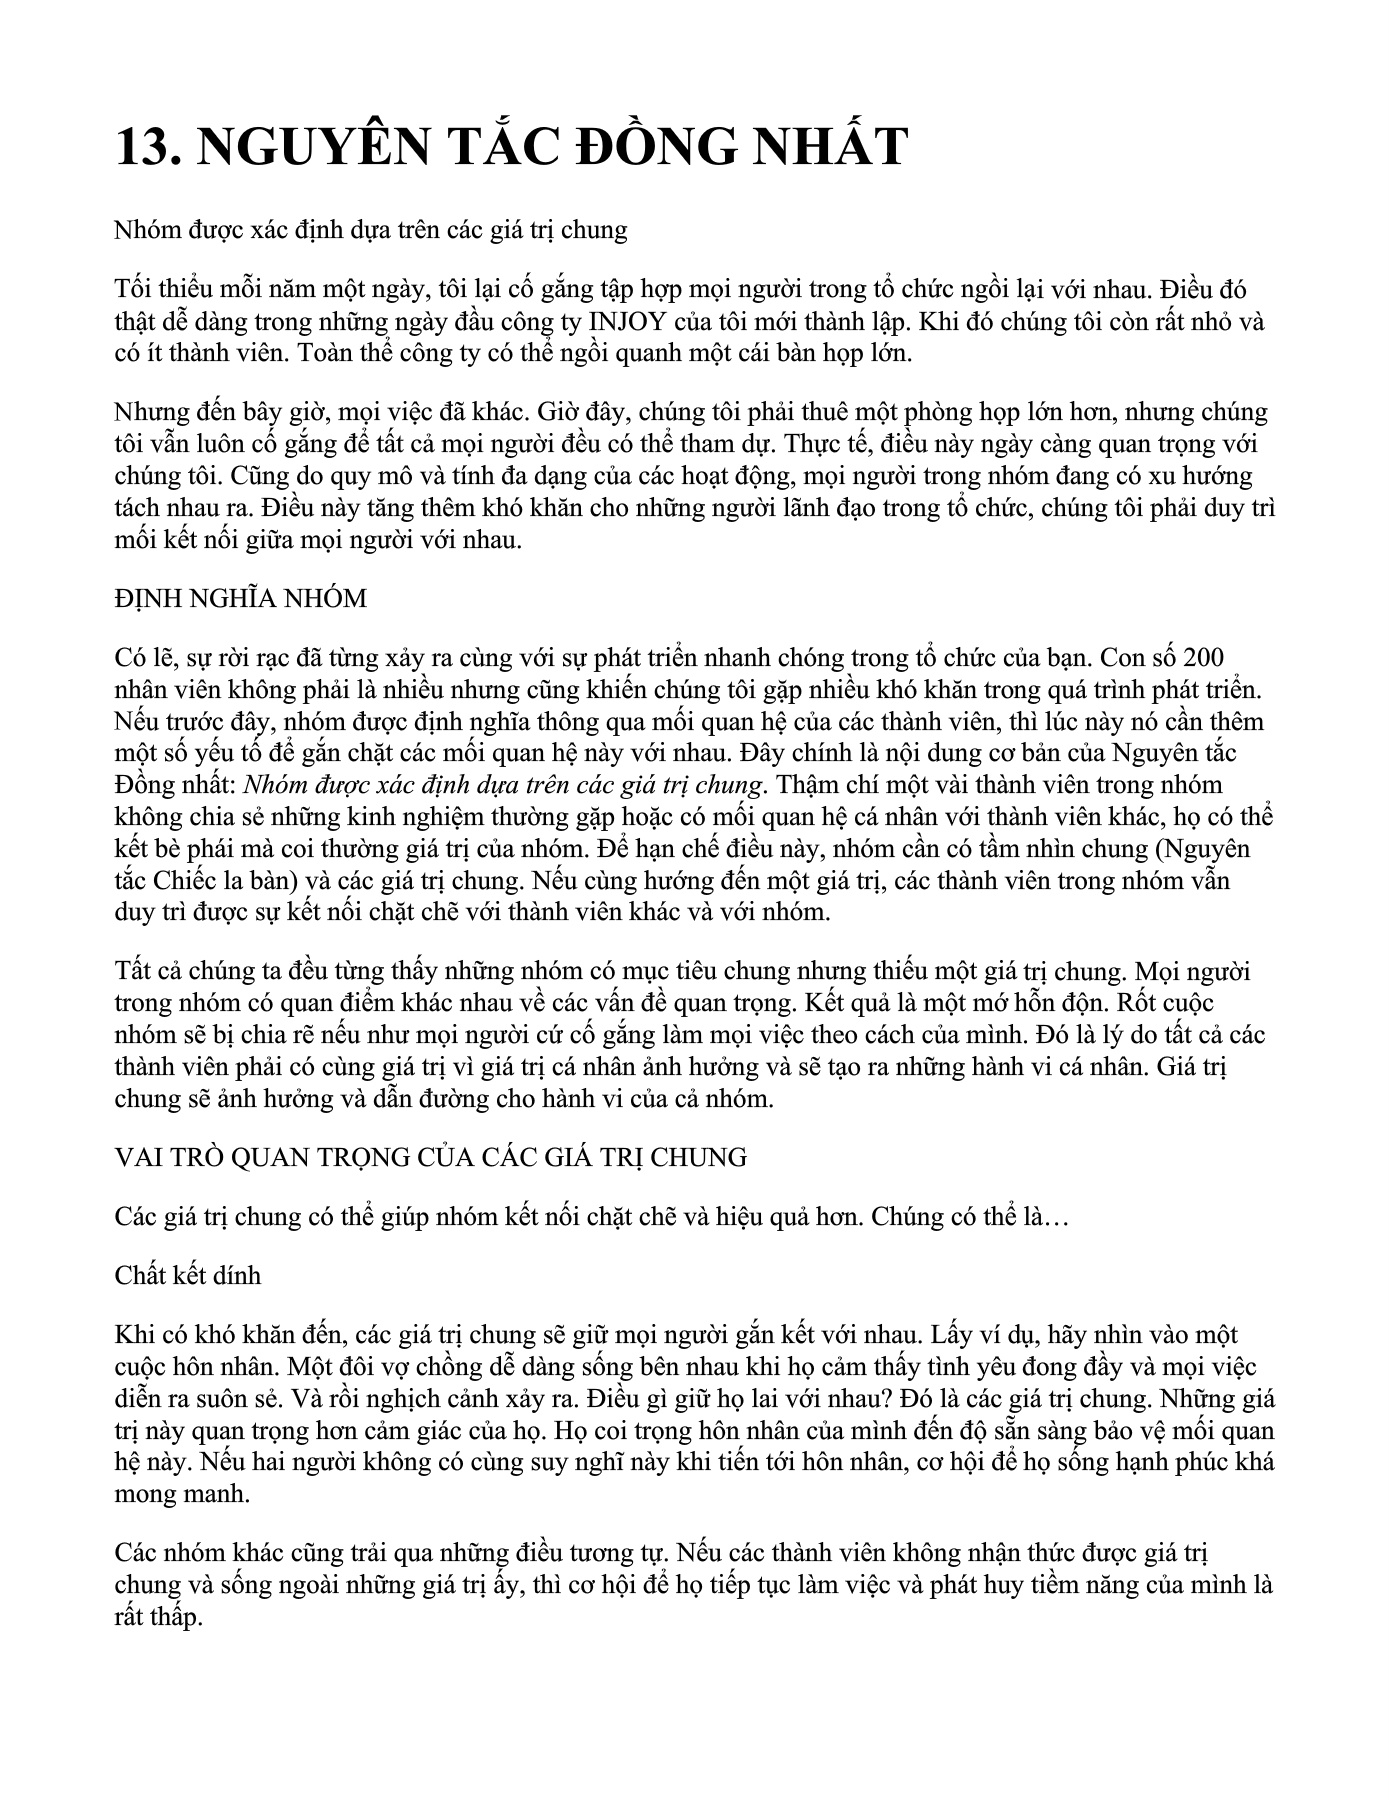 13. NGUYÊN TẮC ĐỒNG NHẤT
Nhóm được xác định dựa trên các giá trị chung
Tối thiểu mỗi năm một ngày, tôi lại cố gắng tập hợp mọi người trong tổ chức ngồi lại với nhau. Điều đó
thật dễ dàng trong những ngày đầu công ty INJOY của tôi mới thành lập. Khi đó chúng tôi còn rất nhỏ và
có ít thành viên. Toàn thể công ty có thể ngồi quanh một cái bàn họp lớn.
Nhưng đến bây giờ, mọi việc đã khác. Giờ đây, chúng tôi phải thuê một phòng họp lớn hơn, nhưng chúng
tôi vẫn luôn cố gắng để tất cả mọi người đều có thể tham dự. Thực tế, điều này ngày càng quan trọng với
chúng tôi. Cũng do quy mô và tính đa dạng của các hoạt động, mọi người trong nhóm đang có xu hướng
tách nhau ra. Điều này tăng thêm khó khăn cho những người lãnh đạo trong tổ chức, chúng tôi phải duy trì
mối kết nối giữa mọi người với nhau.
ĐỊNH NGHĨA NHÓM
Có lẽ, sự rời rạc đã từng xảy ra cùng với sự phát triển nhanh chóng trong tổ chức của bạn. Con số 200
nhân viên không phải là nhiều nhưng cũng khiến chúng tôi gặp nhiều khó khăn trong quá trình phát triển.
Nếu trước đây, nhóm được định nghĩa thông qua mối quan hệ của các thành viên, thì lúc này nó cần thêm
một số yếu tố để gắn chặt các mối quan hệ này với nhau. Đây chính là nội dung cơ bản của Nguyên tắc
Đồng nhất: Nhóm được xác định dựa trên các giá trị chung. Thậm chí một vài thành viên trong nhóm
không chia sẻ những kinh nghiệm thường gặp hoặc có mối quan hệ cá nhân với thành viên khác, họ có thể
kết bè phái mà coi thường giá trị của nhóm. Để hạn chế điều này, nhóm cần có tầm nhìn chung (Nguyên
tắc Chiếc la bàn) và các giá trị chung. Nếu cùng hướng đến một giá trị, các thành viên trong nhóm vẫn
duy trì được sự kết nối chặt chẽ với thành viên khác và với nhóm.
Tất cả chúng ta đều từng thấy những nhóm có mục tiêu chung nhưng thiếu một giá trị chung. Mọi người
trong nhóm có quan điểm khác nhau về các vấn đề quan trọng. Kết quả là một mớ hỗn độn. Rốt cuộc
nhóm sẽ bị chia rẽ nếu như mọi người cứ cố gắng làm mọi việc theo cách của mình. Đó là lý do tất cả các
thành viên phải có cùng giá trị vì giá trị cá nhân ảnh hưởng và sẽ tạo ra những hành vi cá nhân. Giá trị
chung sẽ ảnh hưởng và dẫn đường cho hành vi của cả nhóm.
VAI TRÒ QUAN TRỌNG CỦA CÁC GIÁ TRỊ CHUNG
Các giá trị chung có thể giúp nhóm kết nối chặt chẽ và hiệu quả hơn. Chúng có thể là…
Chất kết dính
Khi có khó khăn đến, các giá trị chung sẽ giữ mọi người gắn kết với nhau. Lấy ví dụ, hãy nhìn vào một
cuộc hôn nhân. Một đôi vợ chồng dễ dàng sống bên nhau khi họ cảm thấy tình yêu đong đầy và mọi việc
diễn ra suôn sẻ. Và rồi nghịch cảnh xảy ra. Điều gì giữ họ lai với nhau? Đó là các giá trị chung. Những giá
trị này quan trọng hơn cảm giác của họ. Họ coi trọng hôn nhân của mình đến độ sẵn sàng bảo vệ mối quan
hệ này. Nếu hai người không có cùng suy nghĩ này khi tiến tới hôn nhân, cơ hội để họ sống hạnh phúc khá
mong manh.
Các nhóm khác cũng trải qua những điều tương tự. Nếu các thành viên không nhận thức được giá trị
chung và sống ngoài những giá trị ấy, thì cơ hội để họ tiếp tục làm việc và phát huy tiềm năng của mình là
rất thấp.